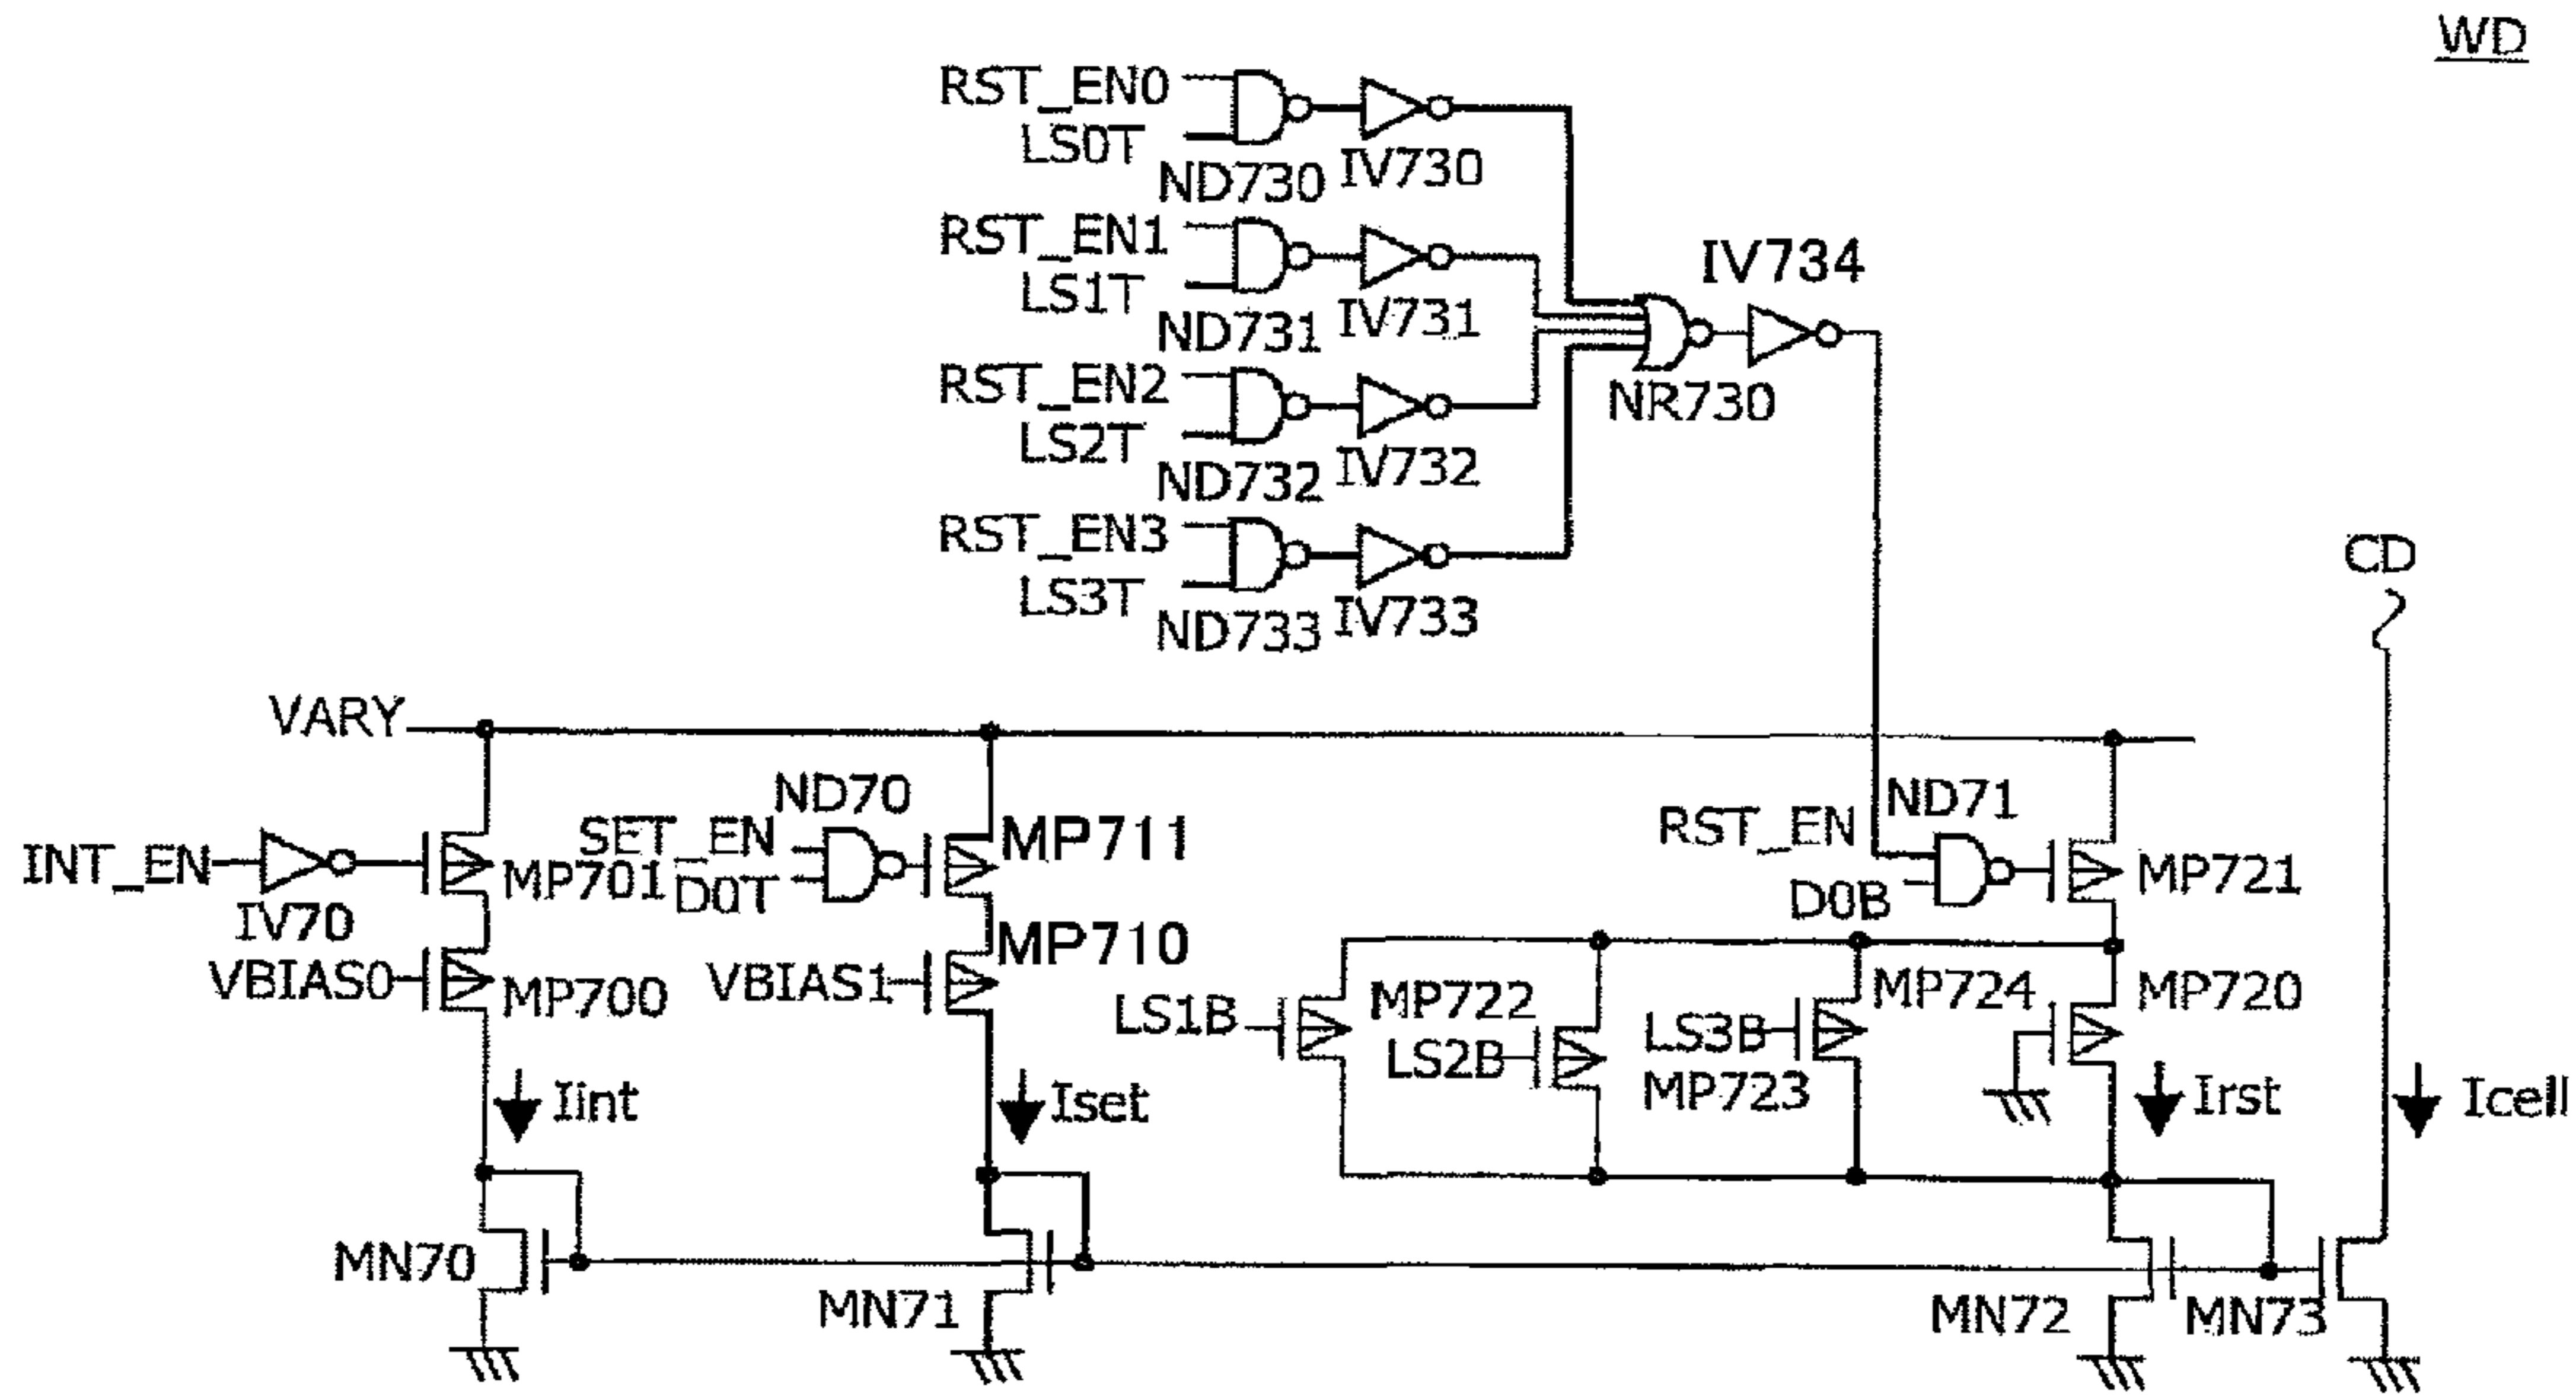 WD
RST_EN0
LS0T
ND730
IV730
RST_EN1
LS1T
ND731
IV731
IV734
RST_EN2
LS2T
ND732
IV732
NR730
RST_EN3
LS3T
ND733
IV733
CD
VARY
INT_EN
IV70
MP701
VBIAS0
MP700
ND70
SET_EN
D0T
MP711
MP710
VBIAS1
ND71
RST_EN
D0B
MP721
LS1B
MP722
LS2B
LS3B
MP723
MP724
MP720
Iint
Iset
Irst
Icell
MN70
MN71
MN72
MN73